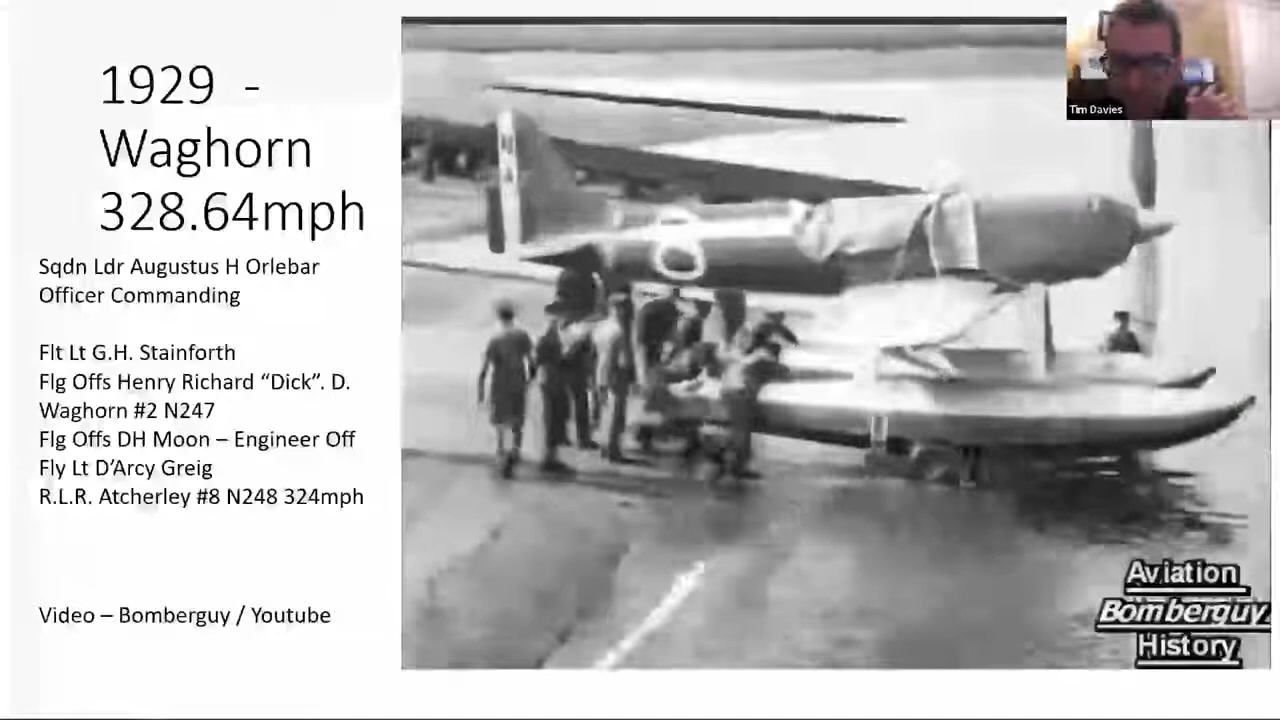 1929 -
Waghorn
328.64mph
Sqdn Ldr Augustus H Orlebar
Officer Commanding
Flt Lt G.H. Stainforth
Flg Offs Henry Richard “Dick”. D.
Waghorn #2 N247
Flg Offs DH Moon – Engineer Off
Fly Lt D’Arcy Greig
R.L.R. Atcherley #8 N248 324mph
Video – Bomberguy / Youtube
Tim Davies
Aviation
Bomberguy
History